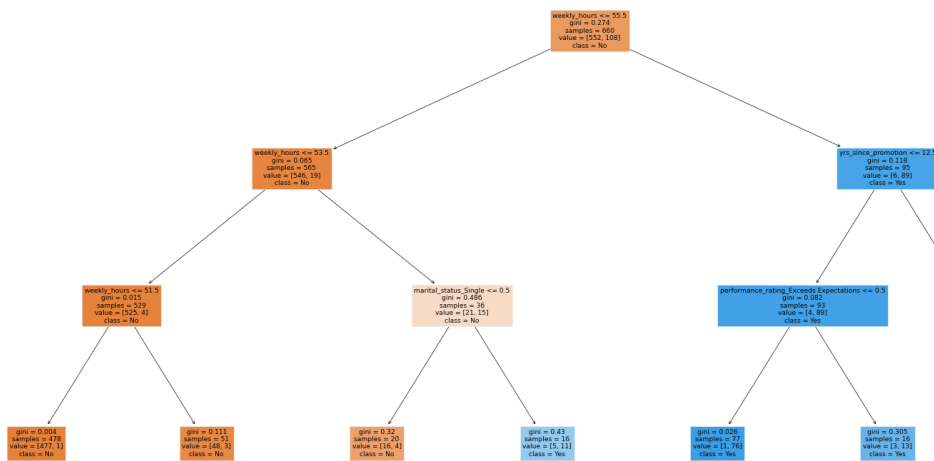 weekly_hours <= 55.5
gini = 0.274
samples = 660
value = [552, 108]
class = No
weekly_hours <= 53.5
gini = 0.065
samples = 565
value = [546, 19]
class = No
yrs_since_promotion <= 12.5
gini = 0.118
samples = 95
value = [6, 89]
class = Yes
weekly_hours <= 51.5
gini = 0.015
samples = 529
value = [525, 4]
class = No
marital_status_Single <= 0.5
gini = 0.486
samples = 36
value = [21, 15]
class = No
performance_rating_Exceeds Expectations <= 0.5
gini = 0.082
samples = 93
value = [4, 89]
class = Yes
gini = 0.004
samples = 478
value = [477, 1]
class = No
gini = 0.111
samples = 51
value = [48, 3]
class = No
gini = 0.32
samples = 20
value = [16, 4]
class = No
gini = 0.43
samples = 16
value = [5, 11]
class = Yes
gini = 0.026
samples = 77
value = [1, 76]
class = Yes
gini = 0.305
samples = 16
value = [3, 13]
class = Yes